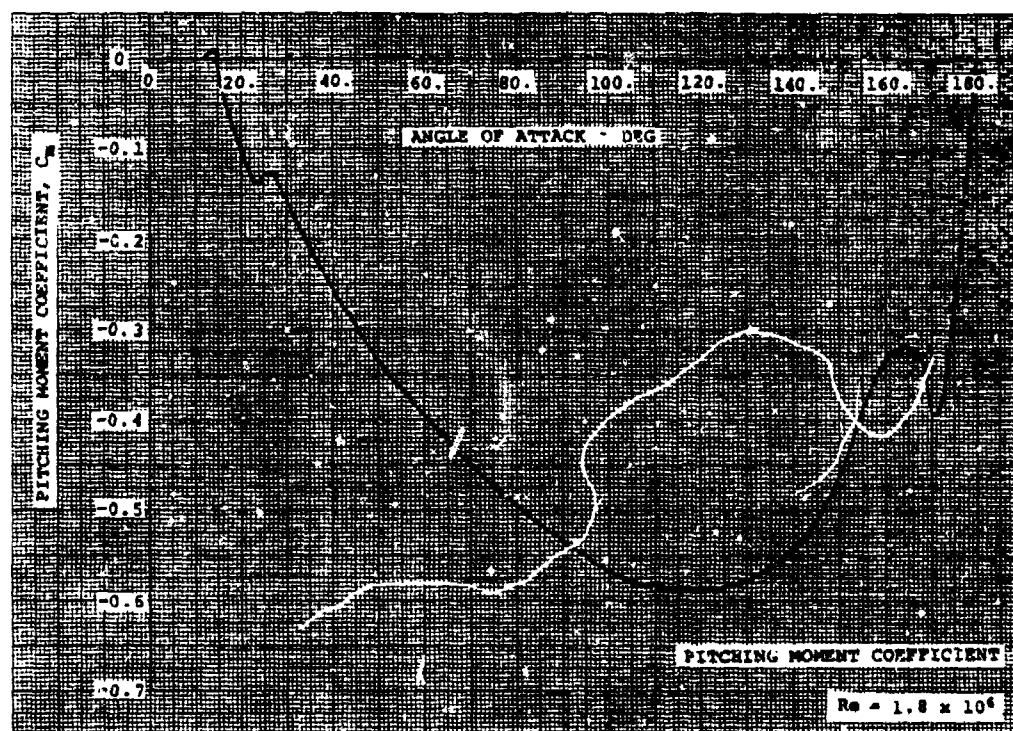 0
0 20. 40. 60. 80. 100. 120. 140. 160. 180.
ANGLE OF ATTACK - DEG
-0.1
-0.2
-0.3
-0.4
-0.5
-0.6
-0.7
PITCHING MOMENT COEFFICIENT, Cm
PITCHING MOMENT COEFFICIENT
Re = 1.8 x 10⁶